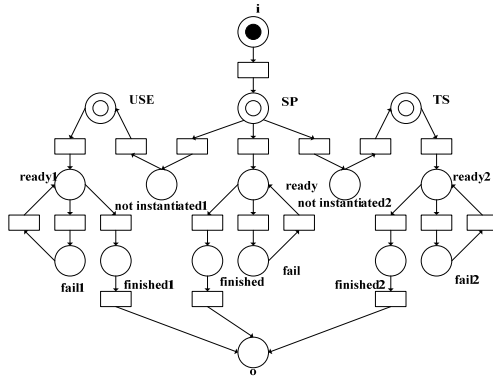 i
USE
SP
TS
ready1
ready
ready2
not instantiated1
not instantiated2
fail1
finished1
finished
fail
finished2
fail2
o